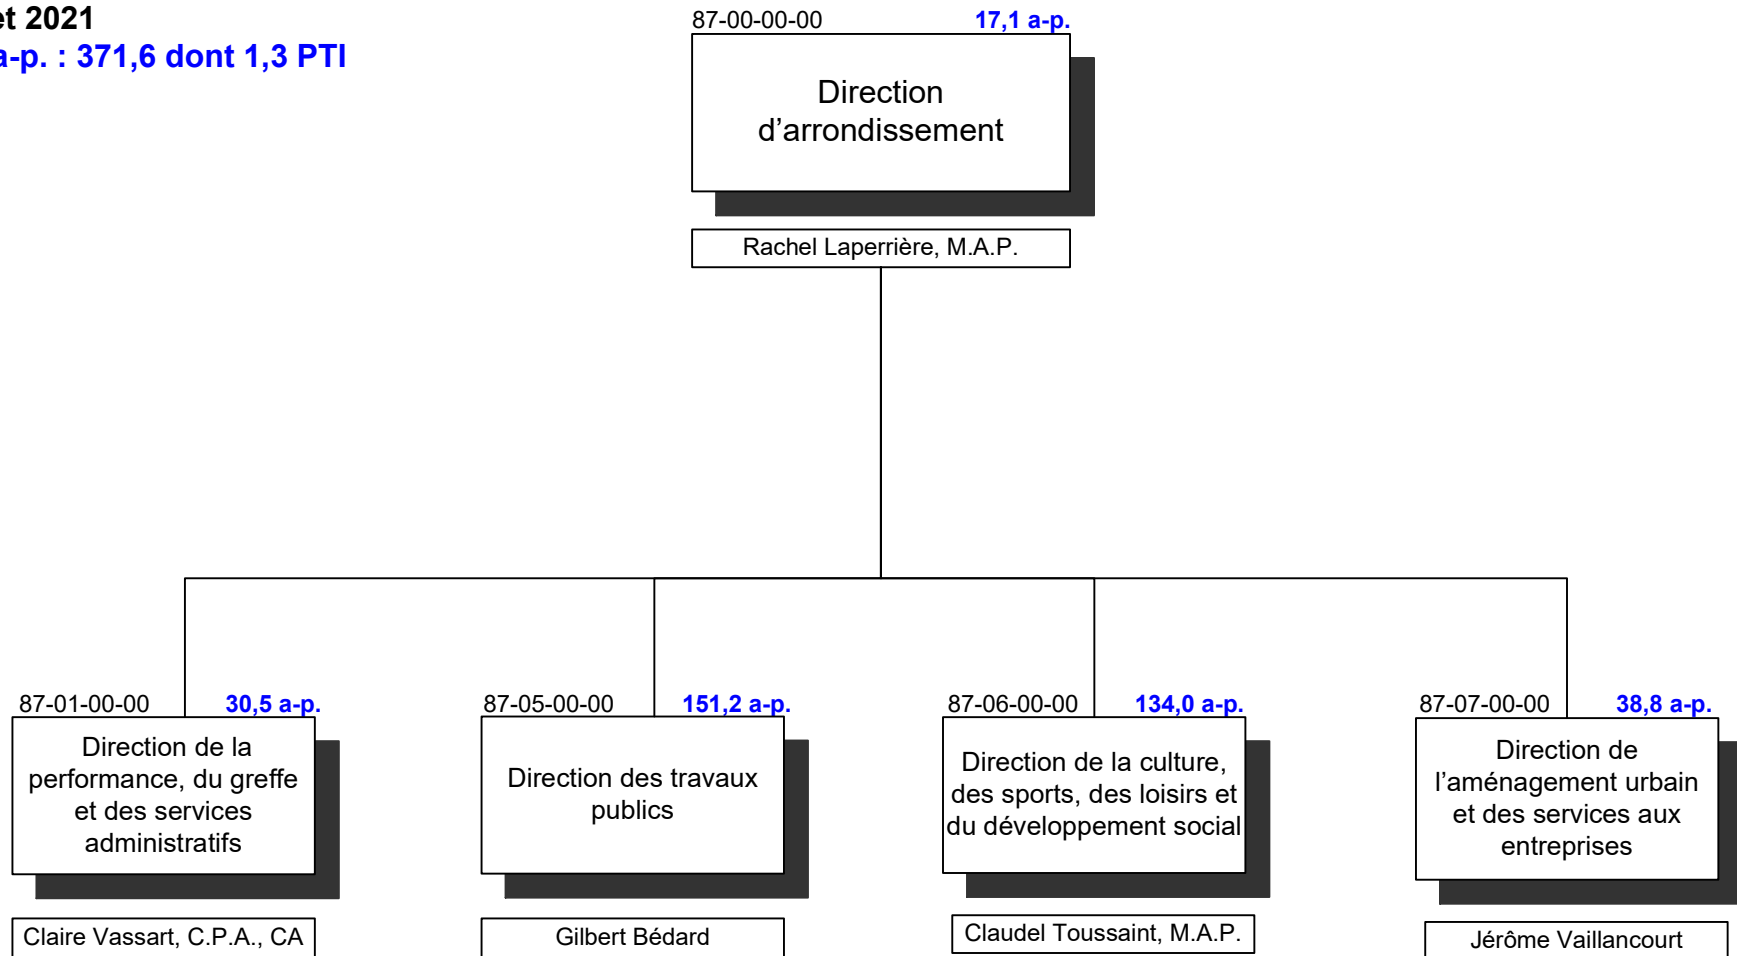 et 2021
a-p. : 371,6 dont 1,3 PTI
87-00-00-00 17,1 a-p.
Direction
d’arrondissement
Rachel Laperrière, M.A.P.
87-01-00-00 30,5 a-p.
Direction de la
performance, du greffe
et des services
administratifs
Claire Vassart, C.P.A., CA
87-05-00-00 151,2 a-p.
Direction des travaux
publics
Gilbert Bédard
87-06-00-00 134,0 a-p.
Direction de la culture,
des sports, des loisirs et
du développement social
Claudel Toussaint, M.A.P.
87-07-00-00 38,8 a-p.
Direction de
l’aménagement urbain
et des services aux
entreprises
Jérôme Vaillancourt